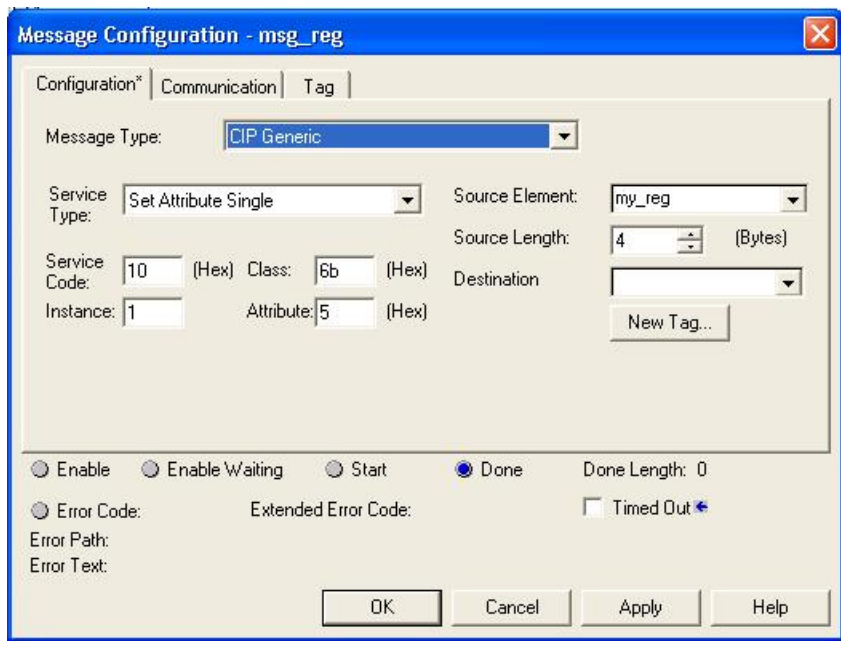 Message Configuration - msg_reg
Configuration* Communication Tag
Message Type: CIP Generic
Service Type: Set Attribute Single Source Element: my_reg
Source Length: 4 (Bytes)
Service Code: 10 (Hex) Class: 6b (Hex) Destination
Instance: 1 Attribute: 5 (Hex)
New Tag...
Enable Enable Waiting Start Done Done Length: 0
Error Code: Extended Error Code: Timed Out
Error Path:
Error Text:
OK Cancel Apply Help